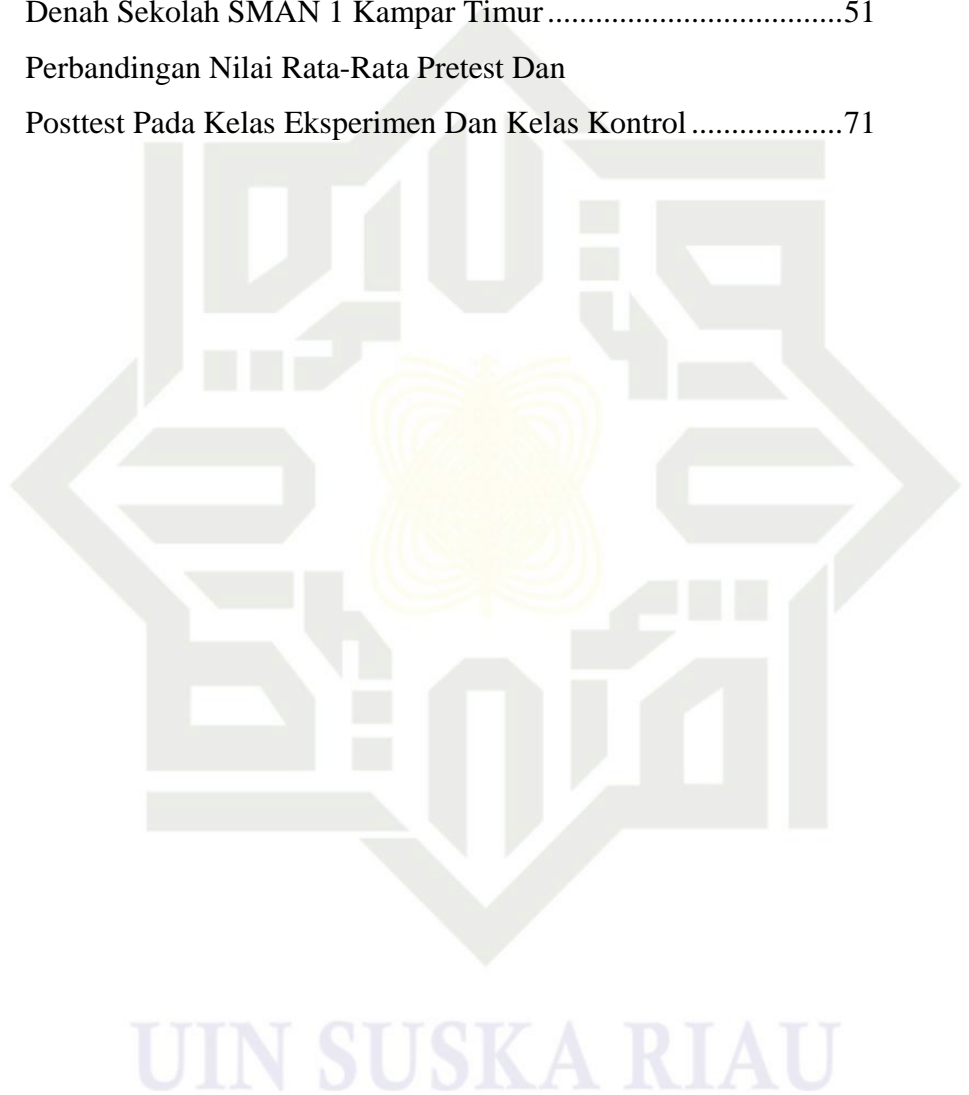 Denah Sekolah SMAN 1 Kampar Timur....................................51
Perbandingan Nilai Rata-Rata Pretest Dan
Posttest Pada Kelas Eksperimen Dan Kelas Kontrol...................71
UIN SUSKA RIAU